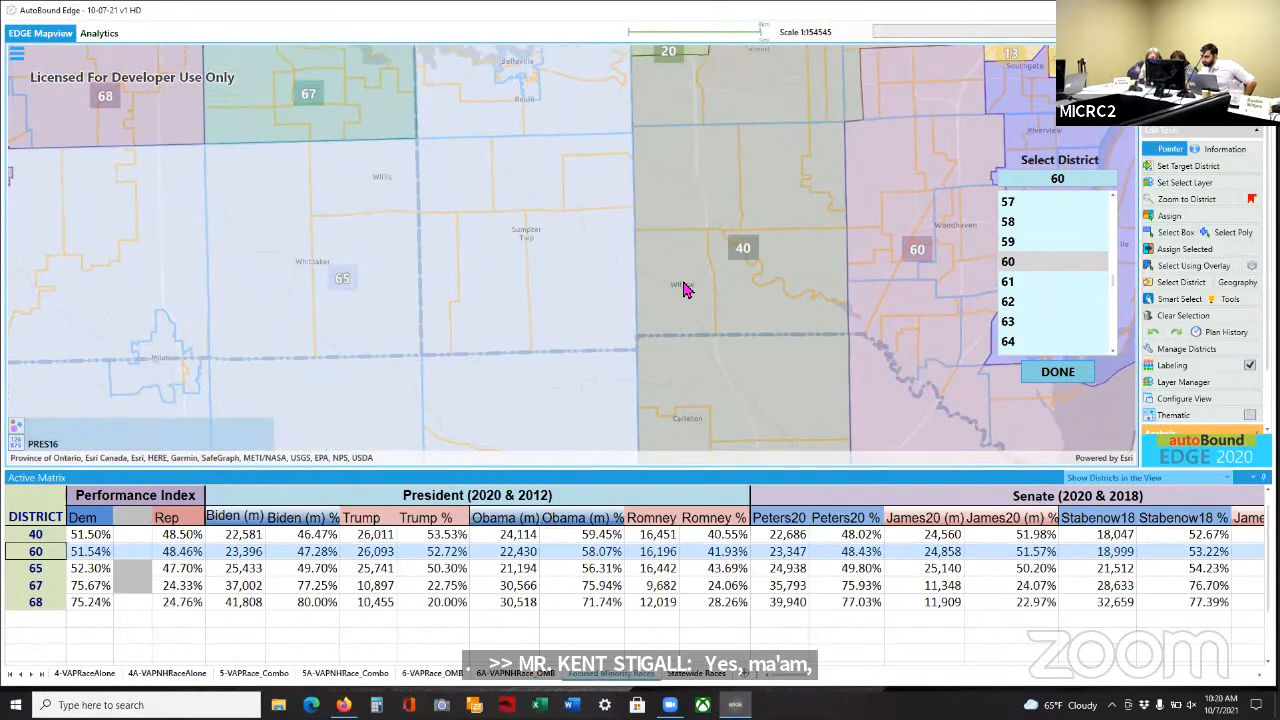 AutoBound Edge - 10-07-21 v1 HD
EDGE Mapview Analytics
Scale 1:154545
Licensed For Developer Use Only
68
67
Belleville
20
13
Southgate
Riverview
MICRC2
Willis
Sumpter
Twp
Whittaker
65
40
60
Woodhaven
Milan
Carleton
PRES16
Province of Ontario, Esri Canada, Esri, HERE, Garmin, SafeGraph, METI/NASA, USGS, EPA, NPS, USDA
Powered by Esri
Select District
60
57
58
59
60
61
62
63
64
DONE
Edit Tools
Pointer Information
Set Target District
Set Select Layer
Zoom to District
Assign
Select Box Select Poly
Assign Selected
Select Using Overlay
Select District Geography
Smart Select Tools
Clear Selection
Plan History
Manage Districts
Labeling
Layer Manager
Configure View
Thematic
autoBound
EDGE 2020
Active Matrix
Show Districts in the View
Performance Index President (2020 & 2012) Senate (2020 & 2018)
DISTRICT Dem Rep Biden (m) Biden (m) % Trump Trump % Obama (m) Obama (m) % Romney Romney % Peters20 Peters20 % James20 (m) James20 (m) % Stabenow18 Stabenow18 % Jame
40 51.50% 48.50% 22,581 46.47% 26,011 53.53% 24,114 59.45% 16,451 40.55% 22,686 48.02% 24,560 51.98% 18,047 52.67%
60 51.54% 48.46% 23,396 47.28% 26,093 52.72% 22,430 58.07% 16,196 41.93% 23,347 48.43% 24,858 51.57% 18,999 53.22%
65 52.30% 47.70% 25,433 49.70% 25,741 50.30% 21,194 56.31% 16,442 43.69% 24,938 49.80% 25,140 50.20% 21,512 54.23%
67 75.67% 24.33% 37,002 77.25% 10,897 22.75% 30,566 75.94% 9,682 24.06% 35,793 75.93% 11,348 24.07% 28,633 76.70%
68 75.24% 24.76% 41,808 80.00% 10,455 20.00% 30,518 71.74% 12,019 28.26% 39,940 77.03% 11,909 22.97% 32,659 77.39%
. >> MR. KENT STIGALL: Yes, ma'am,
zoom
4-VAPRaceAlone 4A-VAPNHRaceAlone 5-VAPRace_Combo 5A-VAPNHRace_Combo 6-VAPRace_OMB 6A-VAPNHRace_OMB Focused Minority Races Statewide Races
Type here to search
65°F Cloudy
10:20 AM
10/7/2021